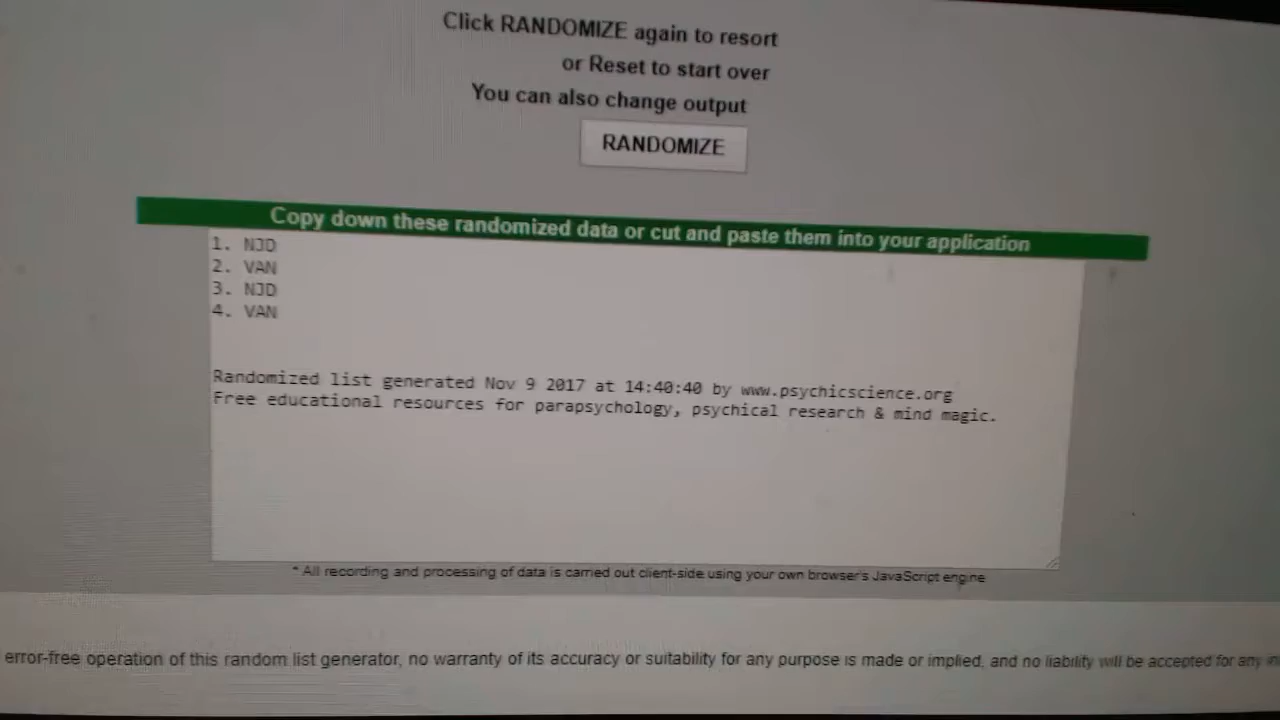 Click RANDOMIZE again to resort
or Reset to start over
You can also change output
RANDOMIZE
Copy down these randomized data or cut and paste them into your application
1. NJD
2. VAN
3. NJD
4. VAN
Randomized list generated Nov 9 2017 at 14:40:40 by www.psychicscience.org
Free educational resources for parapsychology, psychical research & mind magic.
* All recording and processing of data is carried out client-side using your own browser's JavaScript engine
error-free operation of this random list generator, no warranty of its accuracy or suitability for any purpose is made or implied, and no liability will be accepted for any